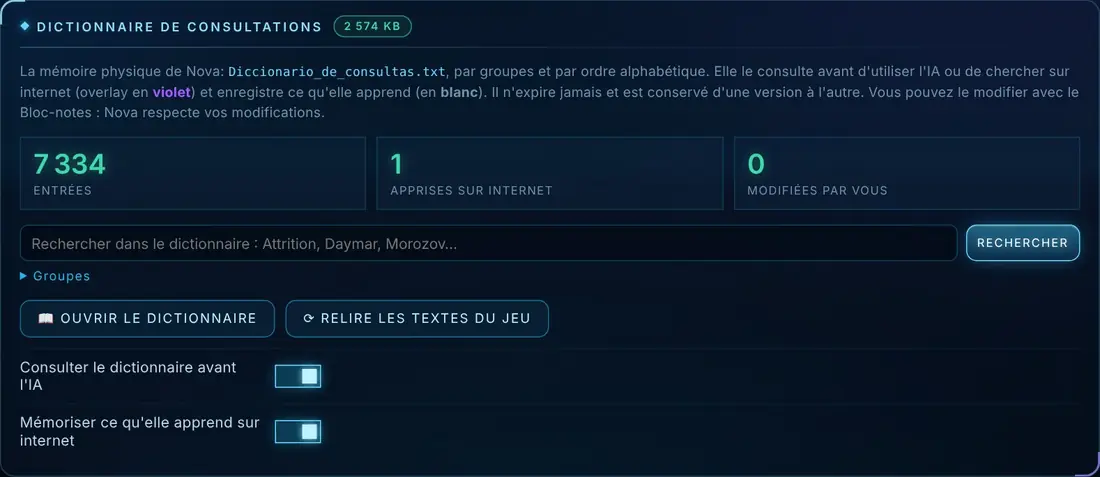 DICTIONNAIRE DE CONSULTATIONS 2 574 KB
La mémoire physique de Nova: Diccionario_de_consultas.txt, par groupes et par ordre alphabétique. Elle le consulte avant d'utiliser l'IA ou de chercher sur
internet (overlay en violet) et enregistre ce qu'elle apprend (en blanc). Il n'expire jamais et est conservé d'une version à l'autre. Vous pouvez le modifier avec le
Bloc-notes : Nova respecte vos modifications.
7 334
ENTRÉES
1
APPRISES SUR INTERNET
0
MODIFIÉES PAR VOUS
Rechercher dans le dictionnaire : Attrition, Daymar, Morozov...
RECHERCHER
Groupes
OUVRIR LE DICTIONNAIRE
RELIRE LES TEXTES DU JEU
Consulter le dictionnaire avant
l'IA
Mémoriser ce qu'elle apprend sur
internet